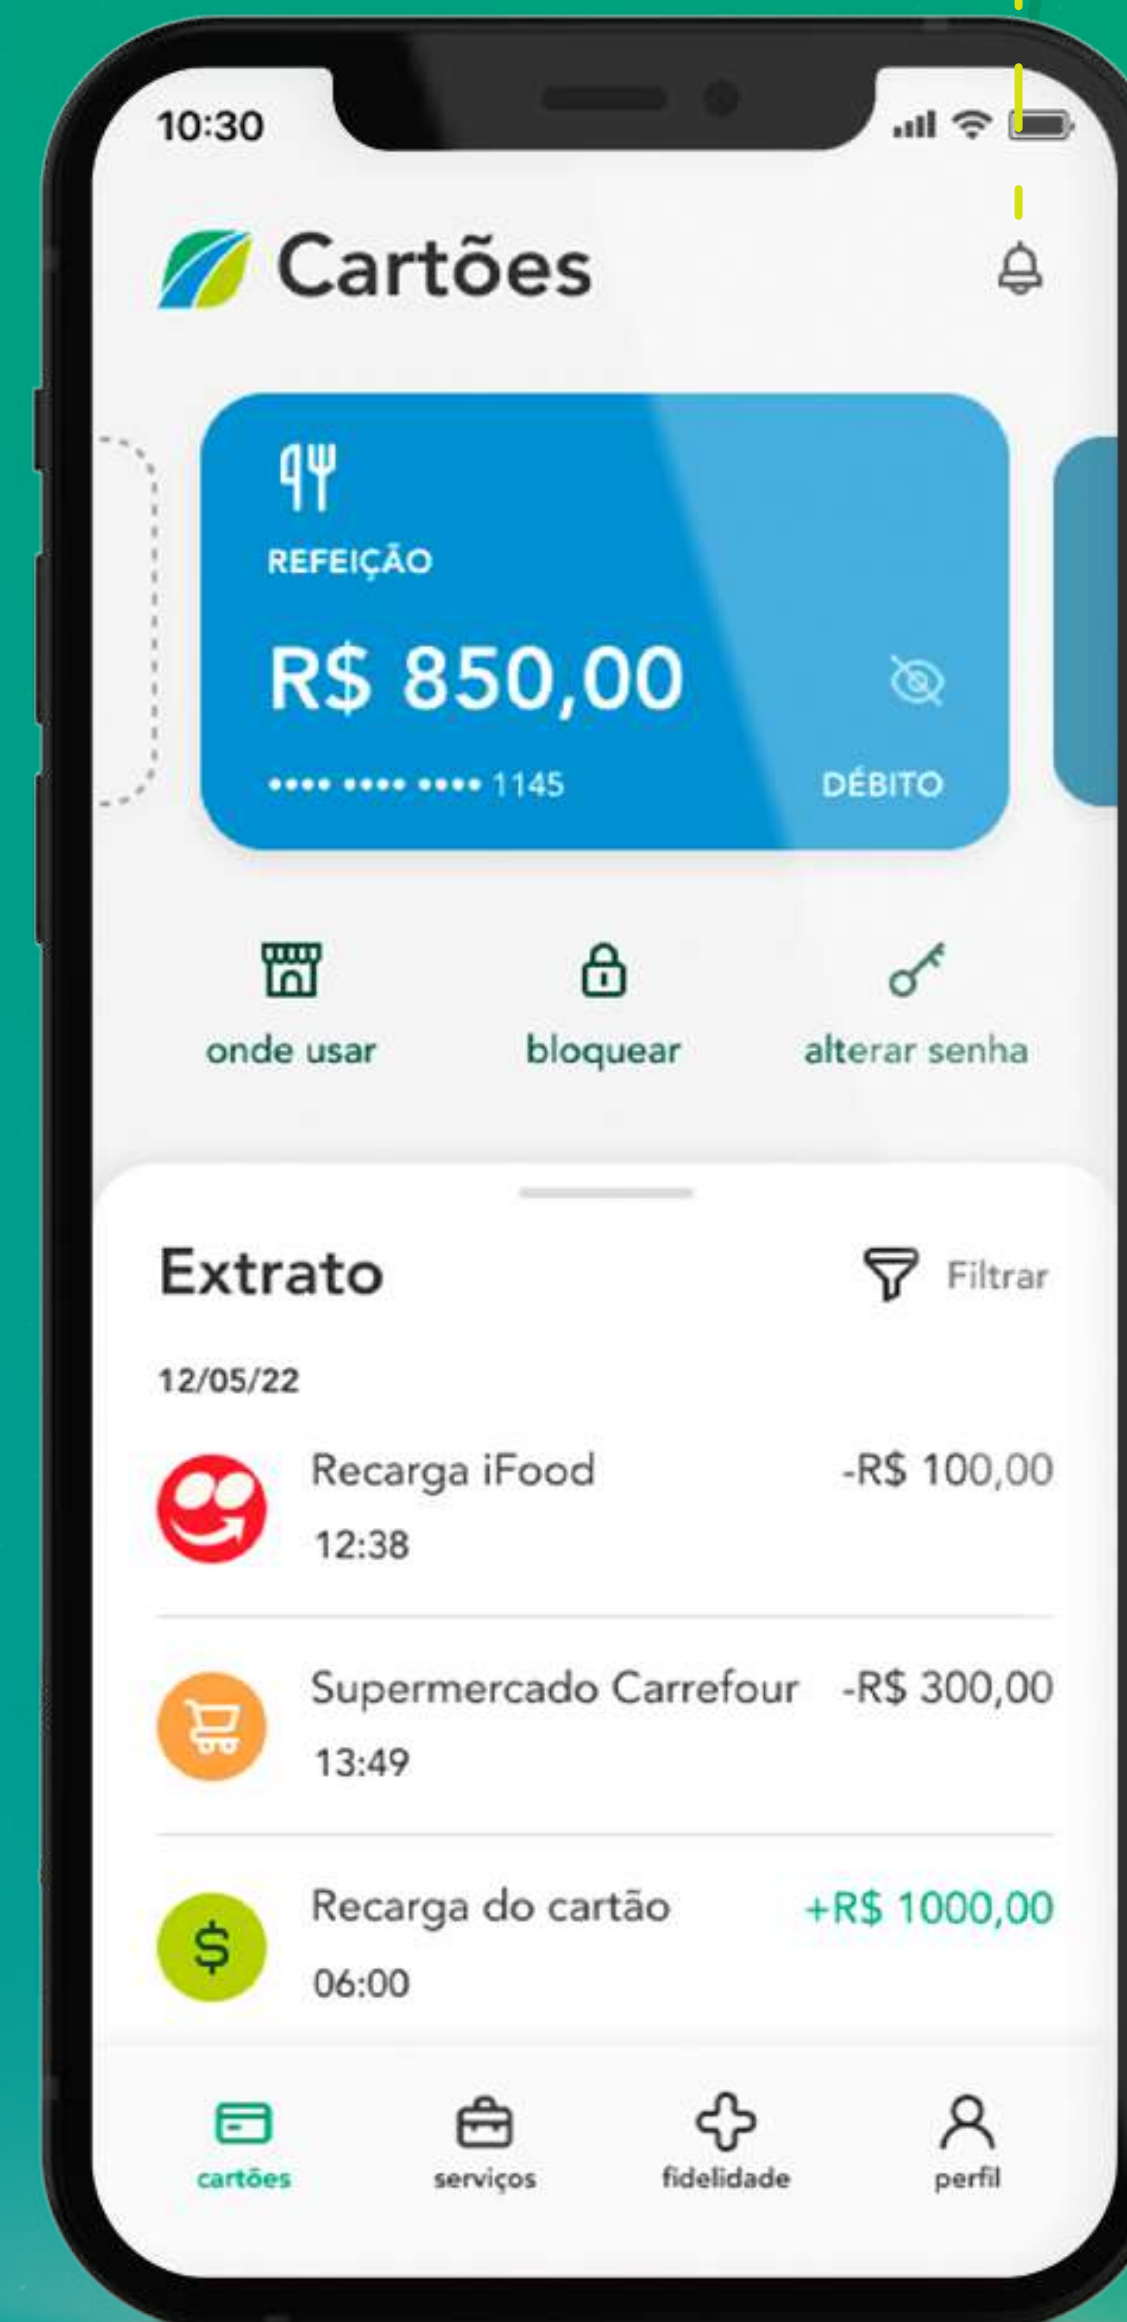 10:30
Cartões
REFEIÇÃO
R$ 850,00
•••• •••• •••• 1145 DÉBITO
onde usar bloquear alterar senha
Extrato Filtrar
12/05/22
Recarga iFood -R$ 100,00
12:38
Supermercado Carrefour -R$ 300,00
13:49
$
Recarga do cartão +R$ 1000,00
06:00
cartões serviços fidelidade perfil